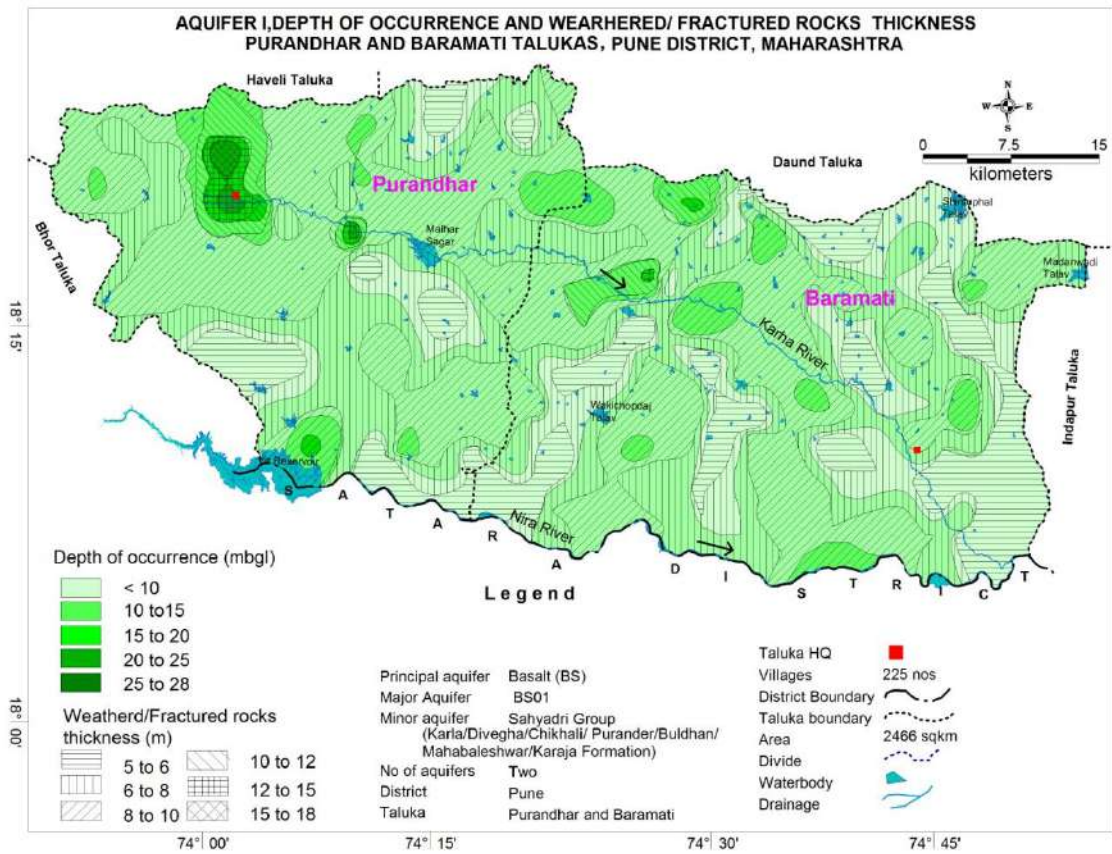 AQUIFER I,DEPTH OF OCCURRENCE AND WEARHERED/ FRACTURED ROCKS THICKNESS
PURANDHAR AND BARAMATI TALUKAS, PUNE DISTRICT, MAHARASHTRA
Haveli Taluka
N
W E
S
0 7.5 15
kilometers
Daund Taluka
Purandhar
Bhor Taluka
Malhar
Sagar
Talav
Madanwadi
Talav
Baramati
18° 15'
Karha River
Indapur Taluka
Talav
Reservoir
Nira River
S A T A R A D I S T R I C T
Depth of occurrence (mbgl)
< 10
10 to15
15 to 20
20 to 25
25 to 28
Weatherd/Fractured rocks
thickness (m)
5 to 6
6 to 8
8 to 10
10 to 12
12 to 15
15 to 18
Legend
Principal aquifer Basalt (BS)
Major Aquifer BS01
Minor aquifer Sahyadri Group
(Karla/Divegha/Chikhali/ Purander/Buldhan/
Mahabaleshwar/Karaja Formation)
No of aquifers Two
District Pune
Taluka Purandhar and Baramati
Taluka HQ
Villages 225 nos
District Boundary
Taluka boundary
Area 2466 sqkm
Divide
Waterbody
Drainage
18° 00'
74° 00' 74° 15' 74° 30' 74° 45'